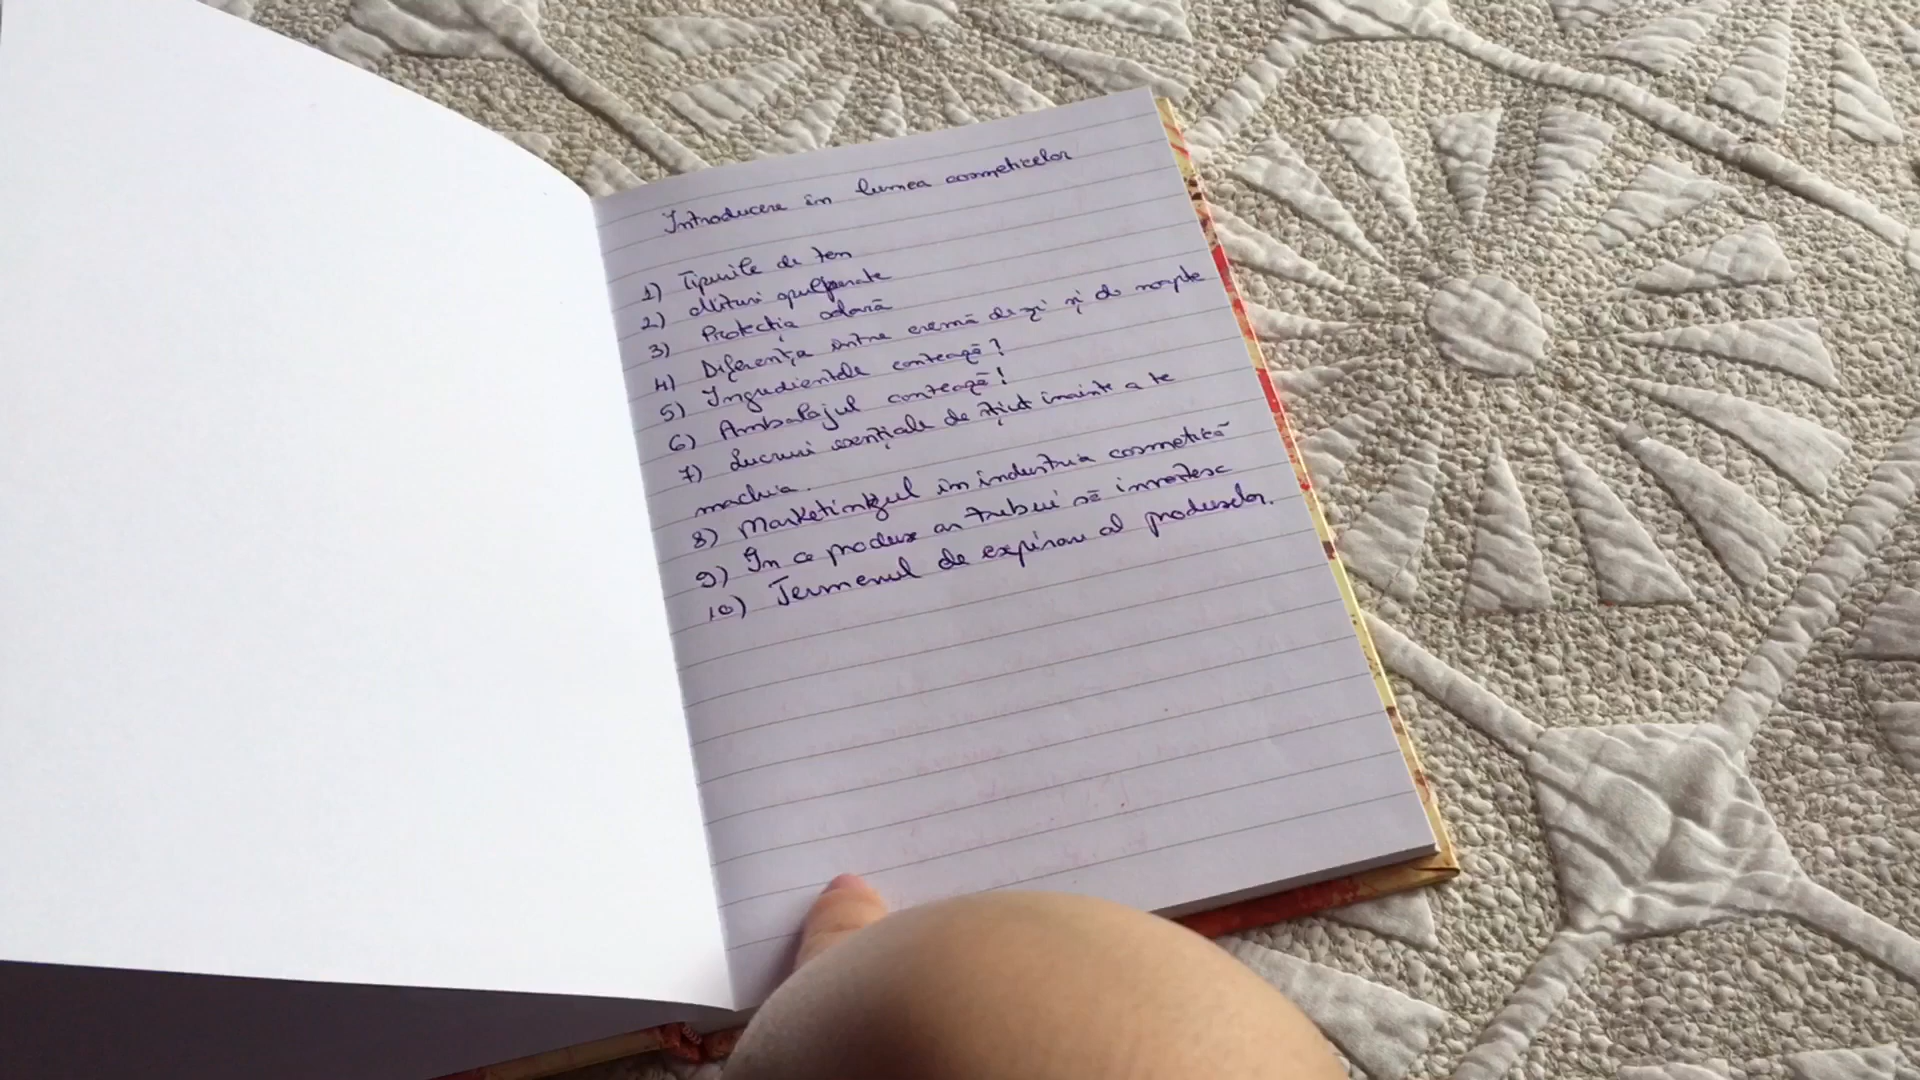 Introducere în lumea cosmeticelor
1) Tipurile de ten
2) Mituri
3) Protecția solară
4) Diferența între cremă de zi și de noapte
5) Ingredientele contează?
6) Ambalajul contează!
7) Lucruri esențiale de știut înainte a te
machia.
8) Marketingul în industria cosmetică
9) În ce produse ar trebui să investesc
10) Termenul de expirare al produselor.